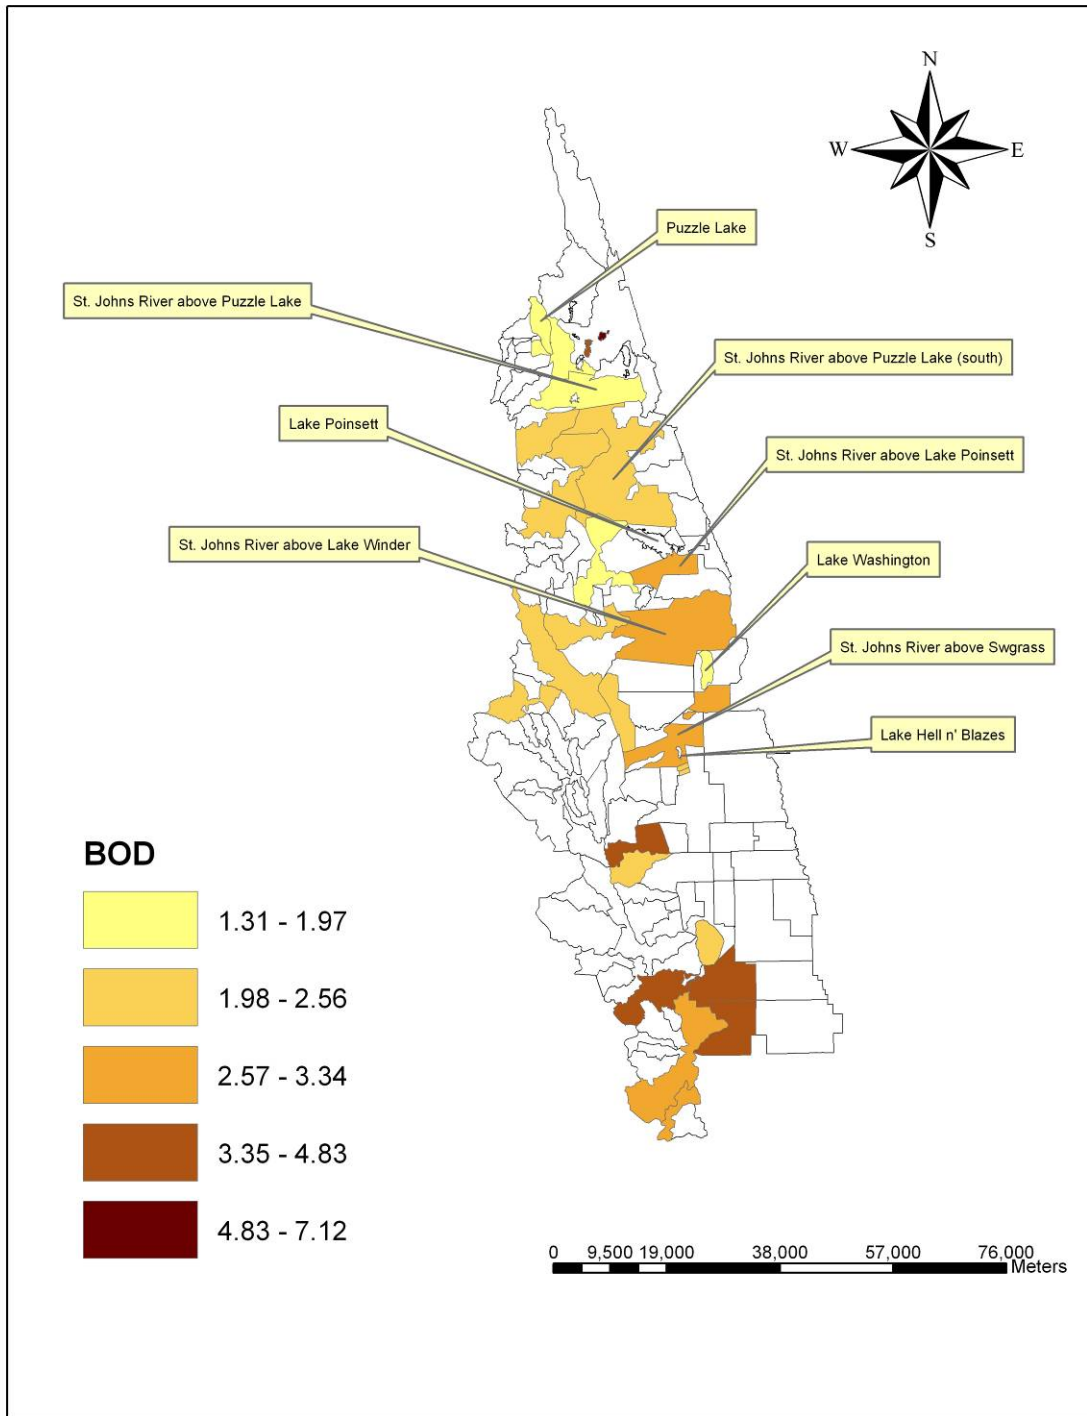 N
W
E
S
Puzzle Lake
St. Johns River above Puzzle Lake
St. Johns River above Puzzle Lake (south)
Lake Poinsett
St. Johns River above Lake Poinsett
St. Johns River above Lake Winder
Lake Washington
St. Johns River above Swgrass
Lake Hell n' Blazes
BOD
1.31 - 1.97
1.98 - 2.56
2.57 - 3.34
3.35 - 4.83
4.83 - 7.12
0 9,500 19,000 38,000 57,000 76,000
Meters